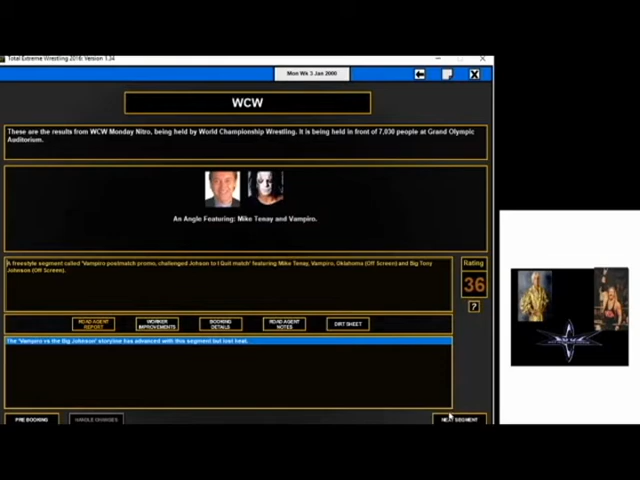 Total Extreme Wrestling 2016: Version 1.34
Mon Wk 3 Jan 2000
WCW
These are the results from WCW Monday Nitro, being held by World Championship Wrestling. It is being held in front of 7,030 people at Grand Olympic
Auditorium.
An Angle Featuring: Mike Tenay and Vampiro.
A freestyle segment called 'Vampiro postmatch promo, challenged Johson to I Quit match' featuring Mike Tenay, Vampiro, Oklahoma (Off Screen) and Big Tony
Johnson (Off Screen).
Rating
36
?
ROAD AGENT
REPORT
WORKER
IMPROVEMENTS
BOOKING
DETAILS
ROAD AGENT
NOTES
DIRT SHEET
The 'Vampiro vs the Big Johnson' storyline has advanced with this segment but lost heat.
PRE BOOKING
HANDLE CHANGES
NEXT SEGMENT